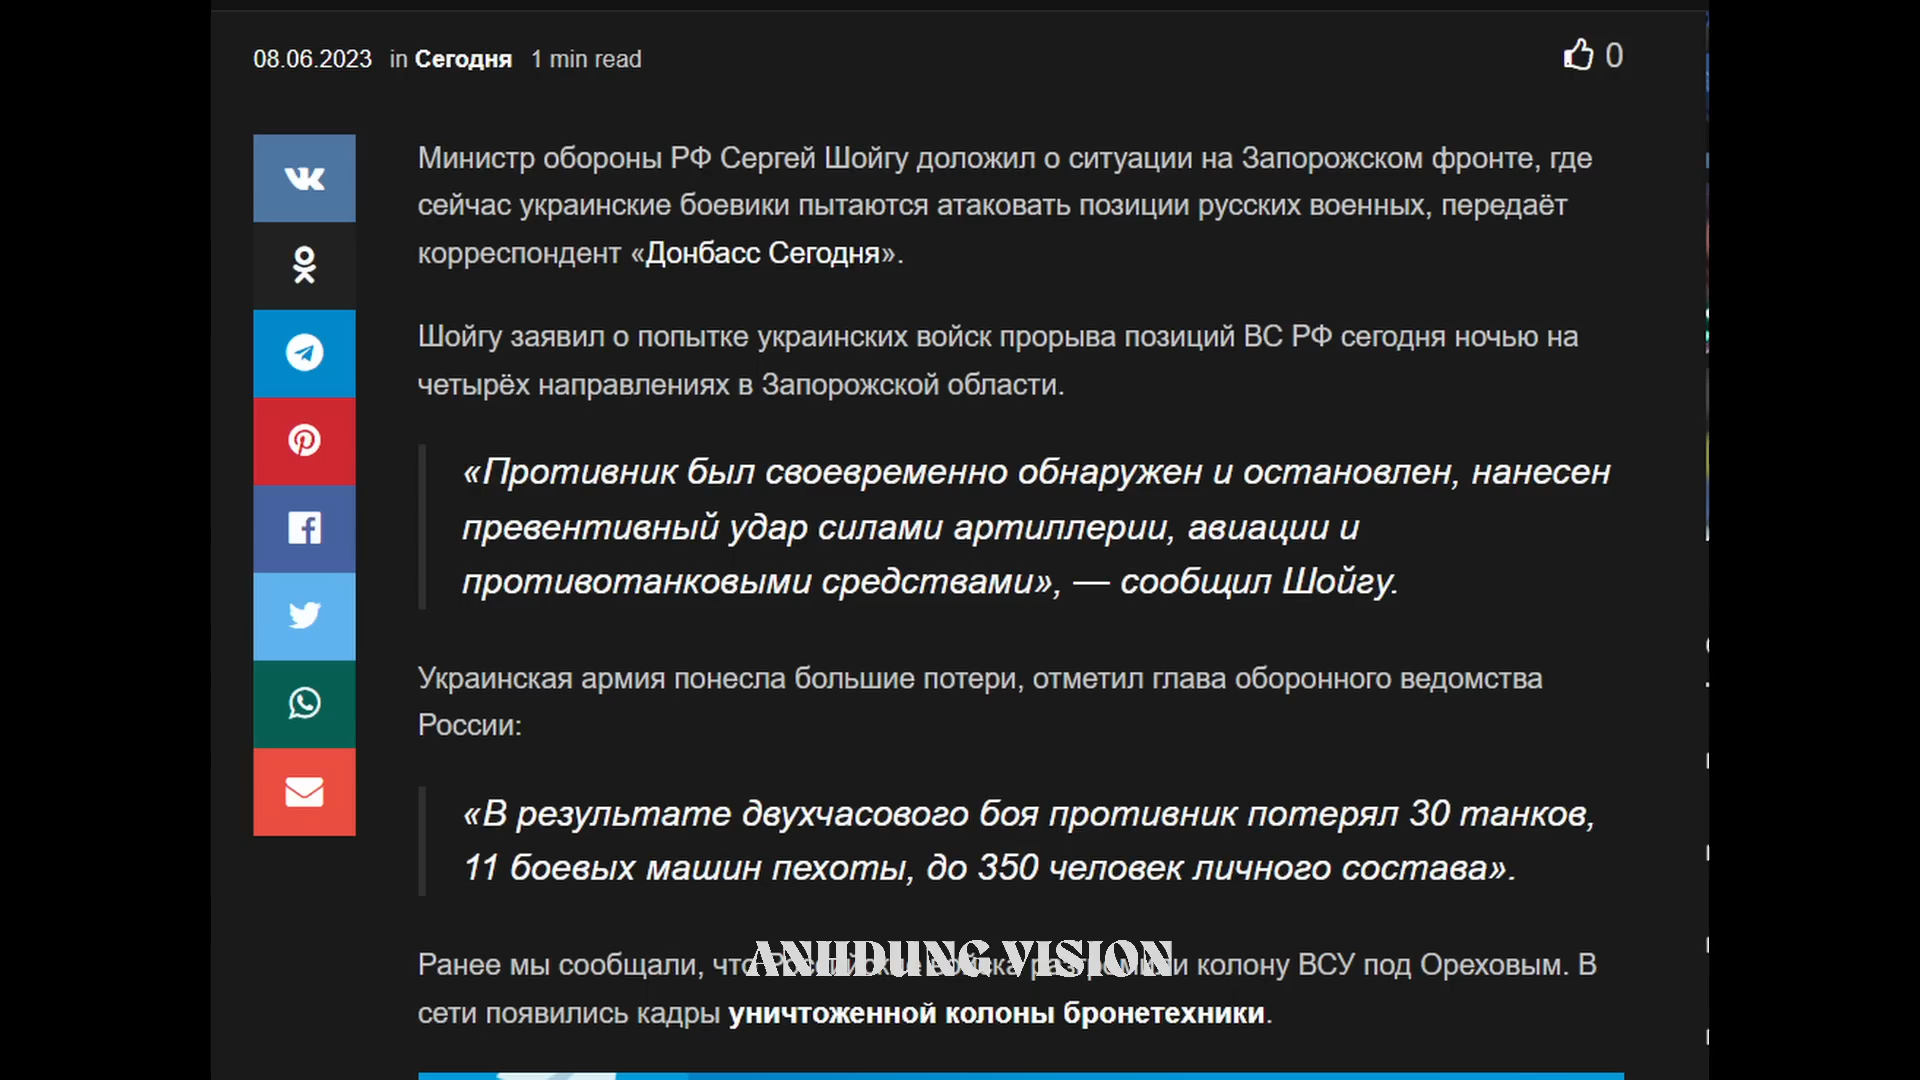 08.06.2023 in Сегодня 1 min read
0
Министр обороны РФ Сергей Шойгу доложил о ситуации на Запорожском фронте, где
сейчас украинские боевики пытаются атаковать позиции русских военных, передаёт
корреспондент «Донбасс Сегодня».
Шойгу заявил о попытке украинских войск прорыва позиций ВС РФ сегодня ночью на
четырёх направлениях в Запорожской области.
«Противник был своевременно обнаружен и остановлен, нанесен
превентивный удар силами артиллерии, авиации и
противотанковыми средствами», — сообщил Шойгу.
Украинская армия понесла большие потери, отметил глава оборонного ведомства
России:
«В результате двухчасового боя противник потерял 30 танков,
11 боевых машин пехоты, до 350 человек личного состава».
Ранее мы сообщали, что Российские войска разгромили колону ВСУ под Ореховым. В
ANHDUNG VISION
сети появились кадры уничтоженной колоны бронетехники.